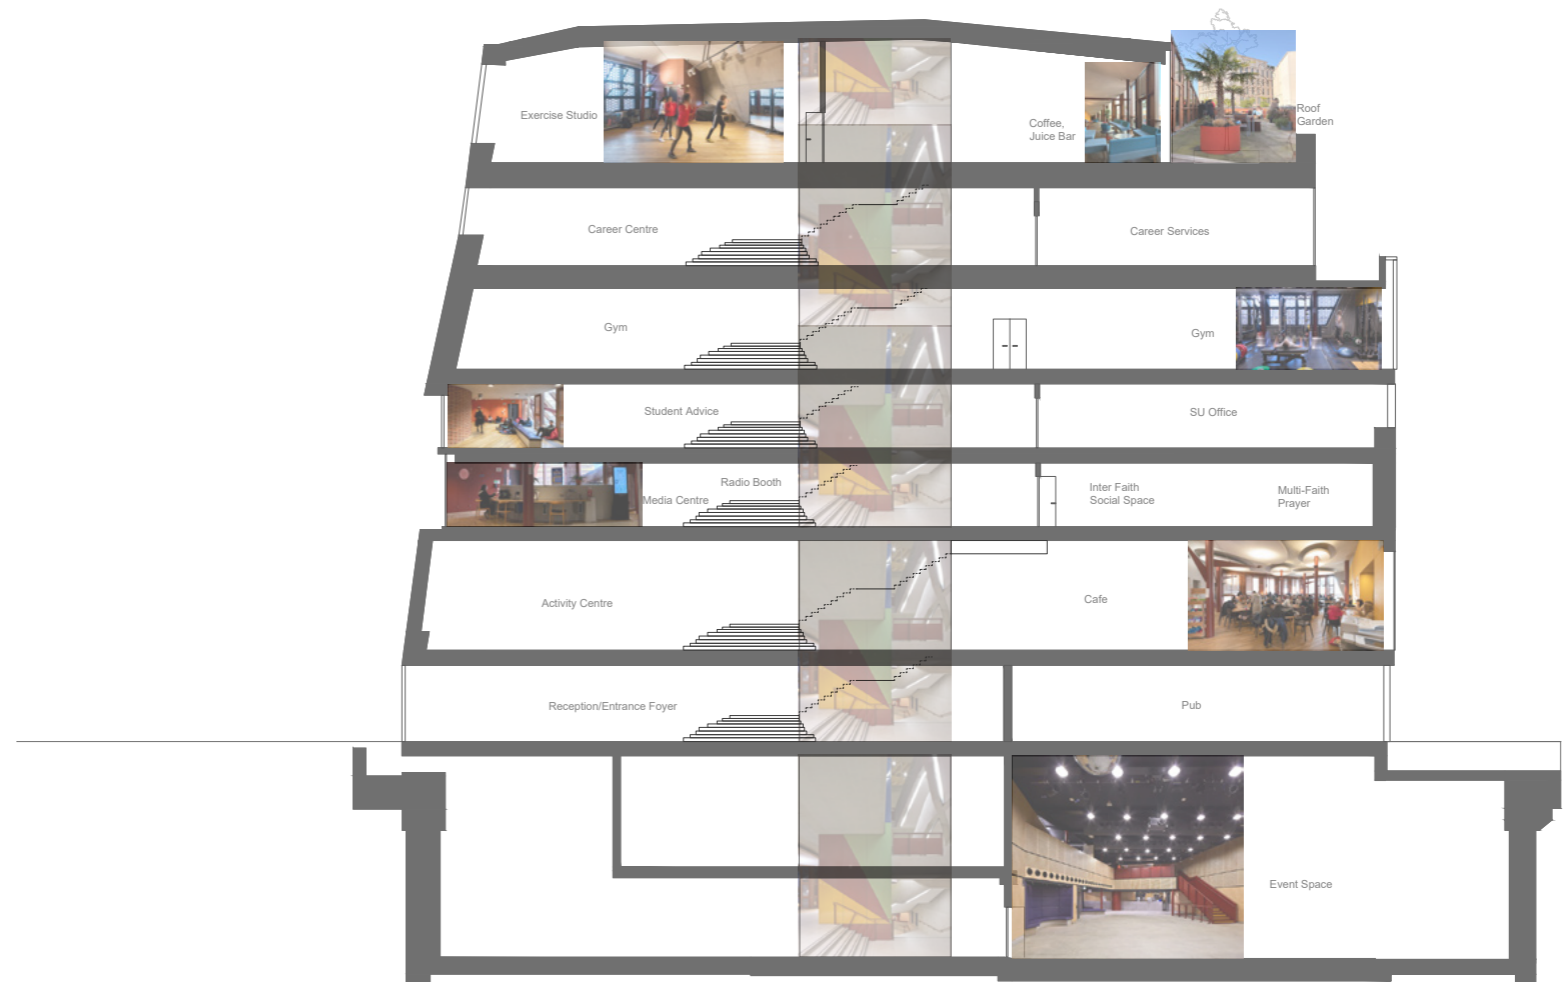 Exercise Studio
Coffee,
Juice Bar
Roof
Garden
Career Centre
Career Services
Gym
Gym
Student Advice
SU Office
Radio Booth
Media Centre
Inter Faith
Social Space
Multi-Faith
Prayer
Activity Centre
Cafe
Reception/Entrance Foyer
Pub
Event Space